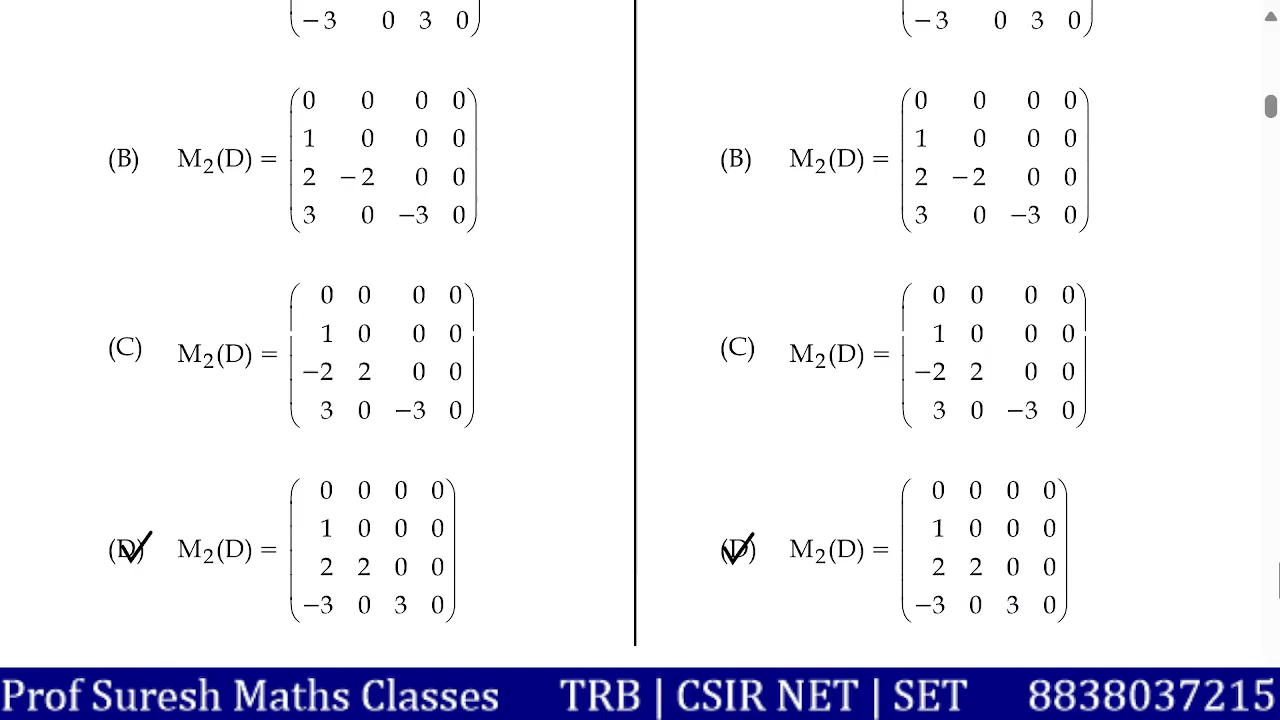 −3 0 3 0
(B) M2(D) =
0 0 0 0
1 0 0 0
2 −2 0 0
3 0 −3 0
(C) M2(D) =
0 0 0 0
1 0 0 0
−2 2 0 0
3 0 −3 0
(D) M2(D) =
0 0 0 0
1 0 0 0
2 2 0 0
−3 0 3 0
−3 0 3 0
(B) M2(D) =
0 0 0 0
1 0 0 0
2 −2 0 0
3 0 −3 0
(C) M2(D) =
0 0 0 0
1 0 0 0
−2 2 0 0
3 0 −3 0
(D) M2(D) =
0 0 0 0
1 0 0 0
2 2 0 0
−3 0 3 0
Prof Suresh Maths Classes TRB | CSIR NET | SET 8838037215